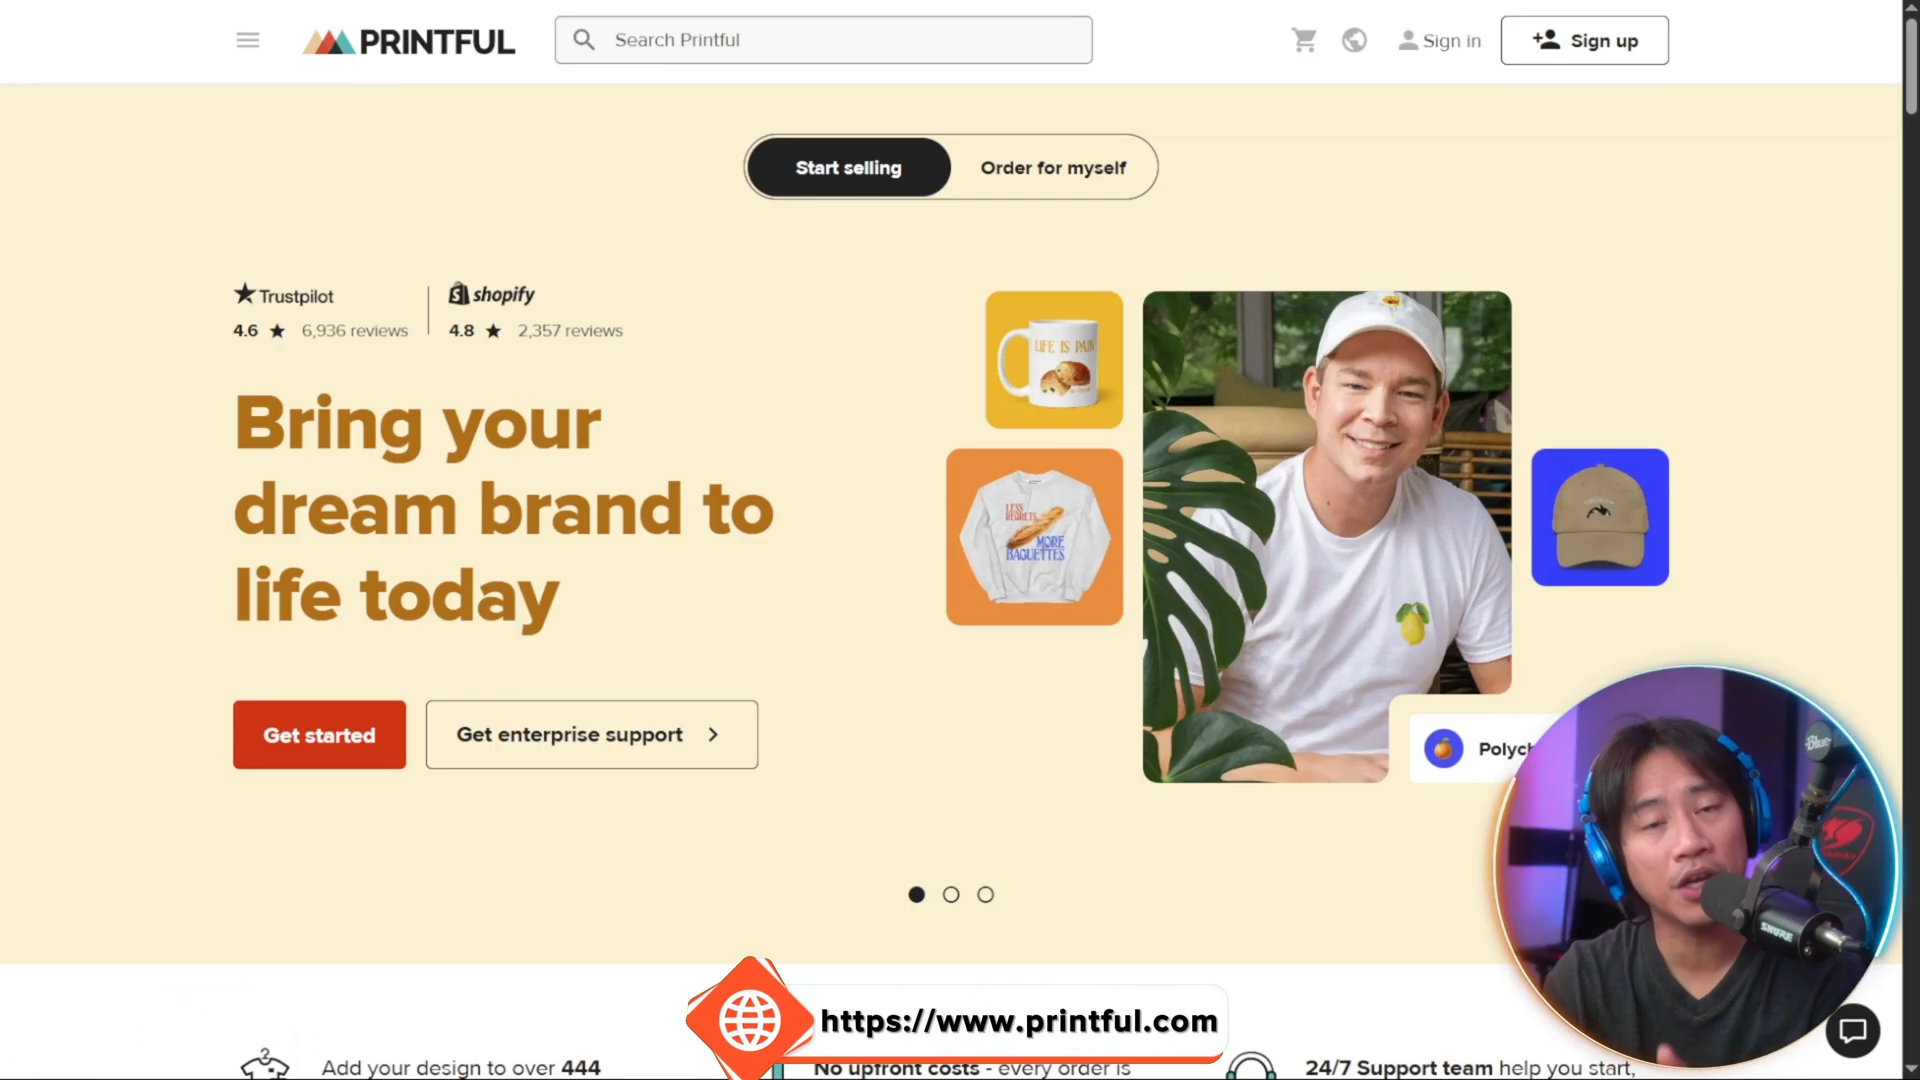 PRINTFUL
Search Printful
Sign in
Sign up
Start selling
Order for myself
Trustpilot
4.6 ★ 6,936 reviews
shopify
4.8 ★ 2,357 reviews
Bring your
dream brand to
life today
Get started
Get enterprise support
LIFE IS PAIN
LESS
REGRETS
MORE
BAGUETTES
Polych
Blue
SHURE
https://www.printful.com
Add your design to over 444
No upfront costs - every order is
24/7 Support team help you start,